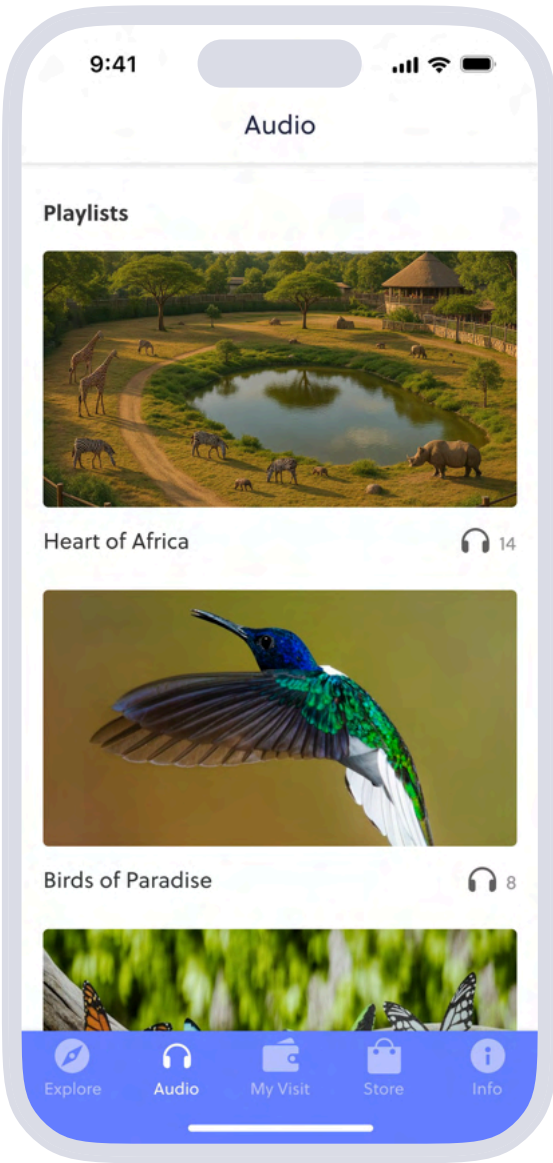 9:41
Audio
Playlists
Heart of Africa 14
Birds of Paradise 8
Explore Audio My Visit Store Info